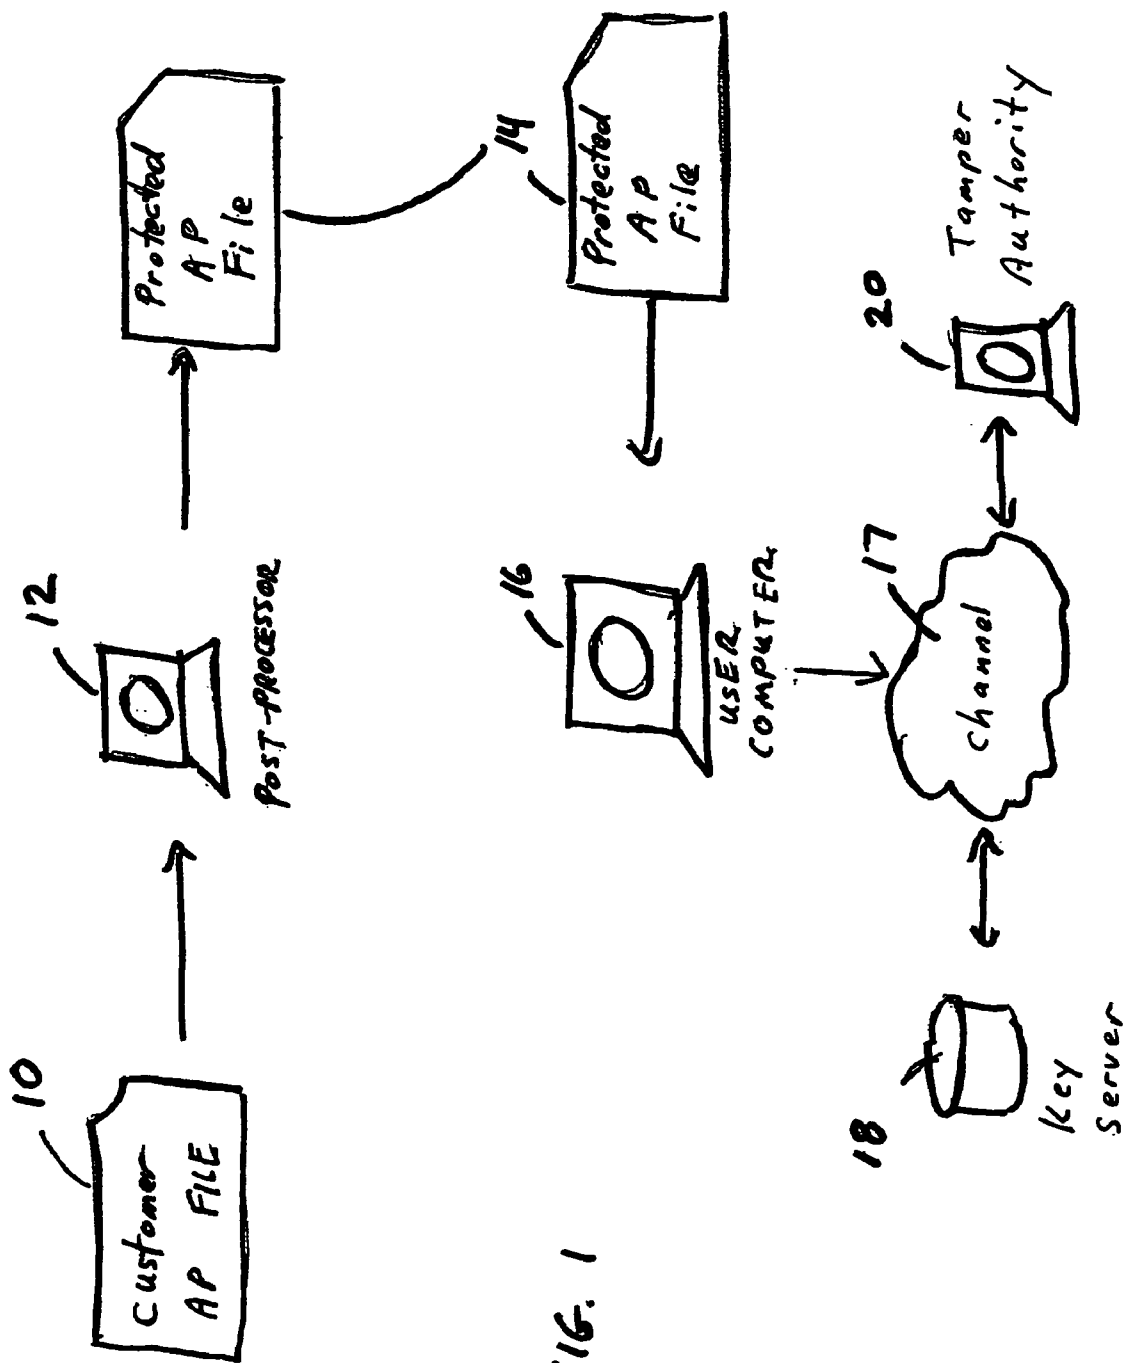 10
Customer
AP FILE
12
POST-PROCESSOR
Protected
AP
File
14
16
USER
COMPUTER
Protected
AP
File
18
Key
Server
17
channel
20
Tamper
Authority
FIG. 1